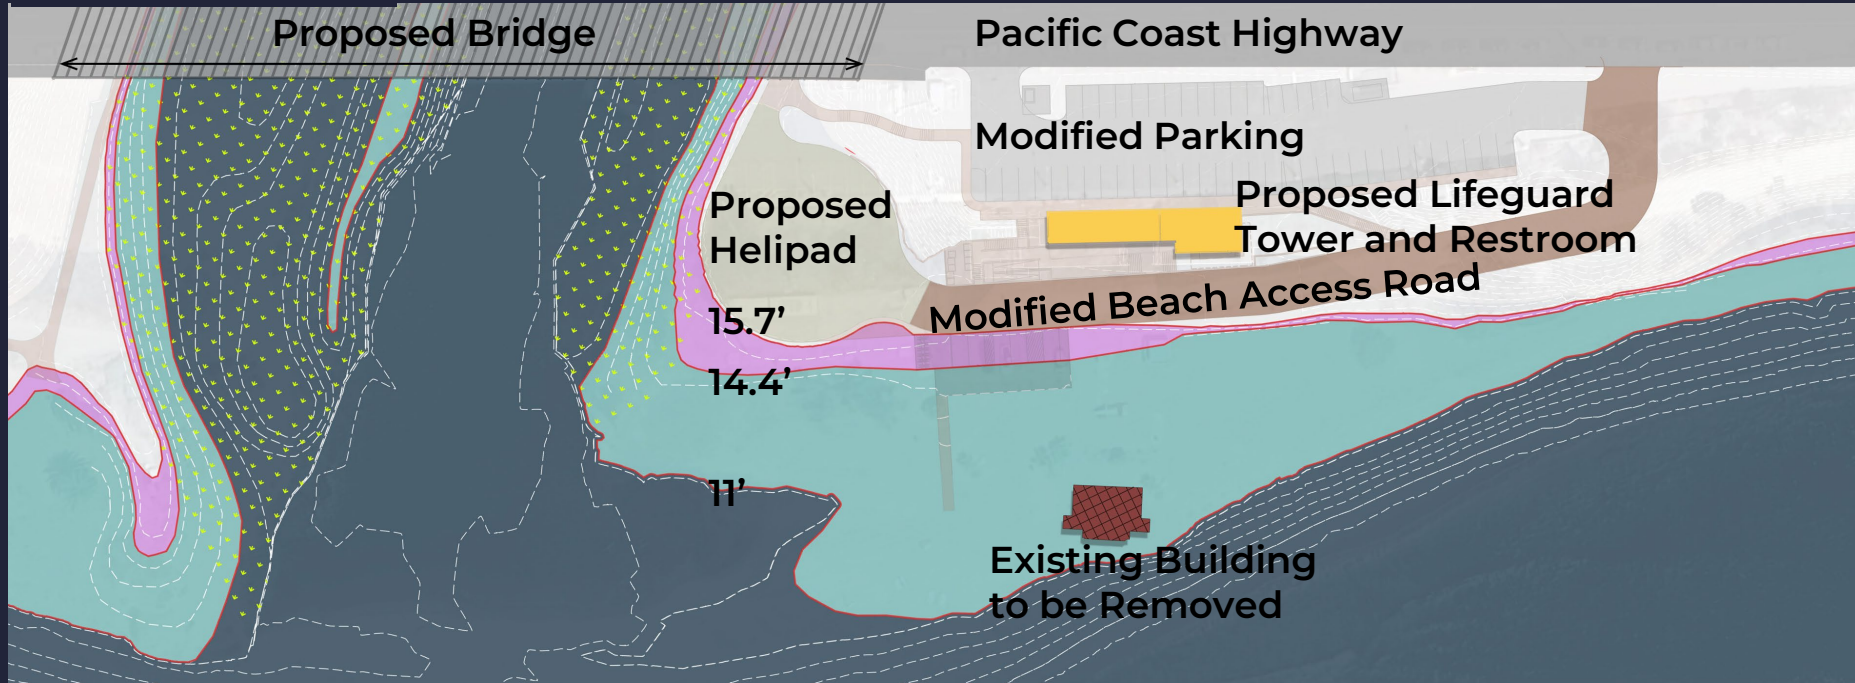 Proposed Bridge
Pacific Coast Highway
Modified Parking
Proposed
Helipad
Proposed Lifeguard
Tower and Restroom
Modified Beach Access Road
15.7’
14.4’
11’
Existing Building
to be Removed